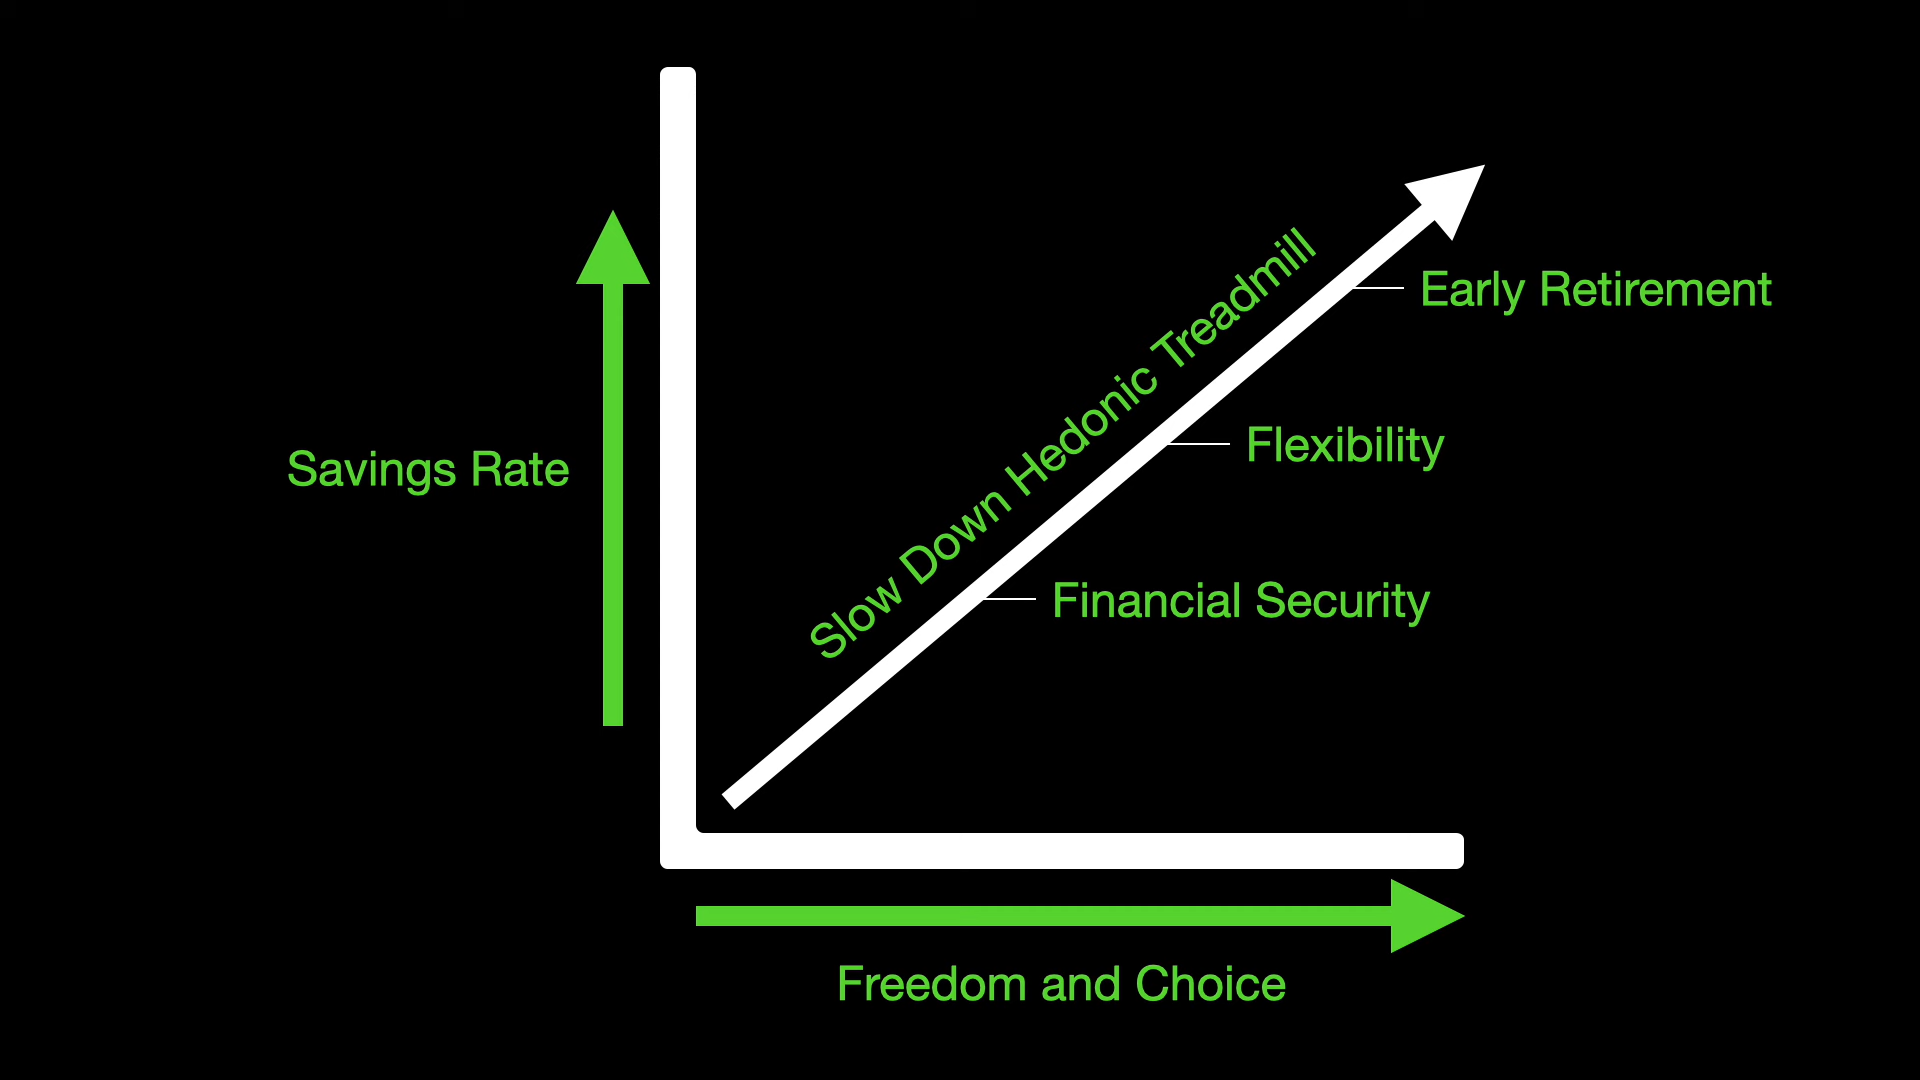 Early Retirement
Slow Down Hedonic Treadmill
Flexibility
Savings Rate
Financial Security
Freedom and Choice